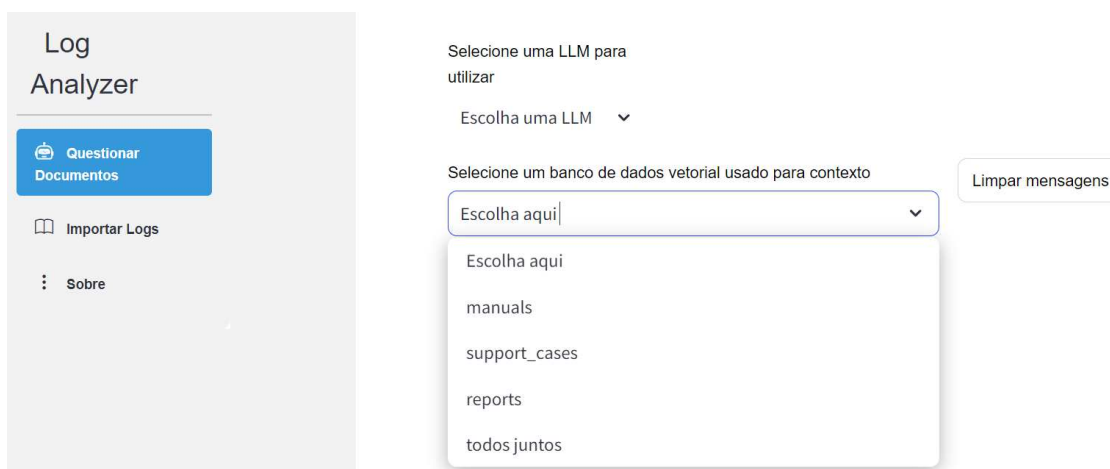 Log
Analyzer
Questionar
Documentos
Importar Logs
Sobre
Selecione uma LLM para
utilizar
Escolha uma LLM
Selecione um banco de dados vetorial usado para contexto
Escolha aqui
Escolha aqui
manuals
support_cases
reports
todos juntos
Limpar mensagens